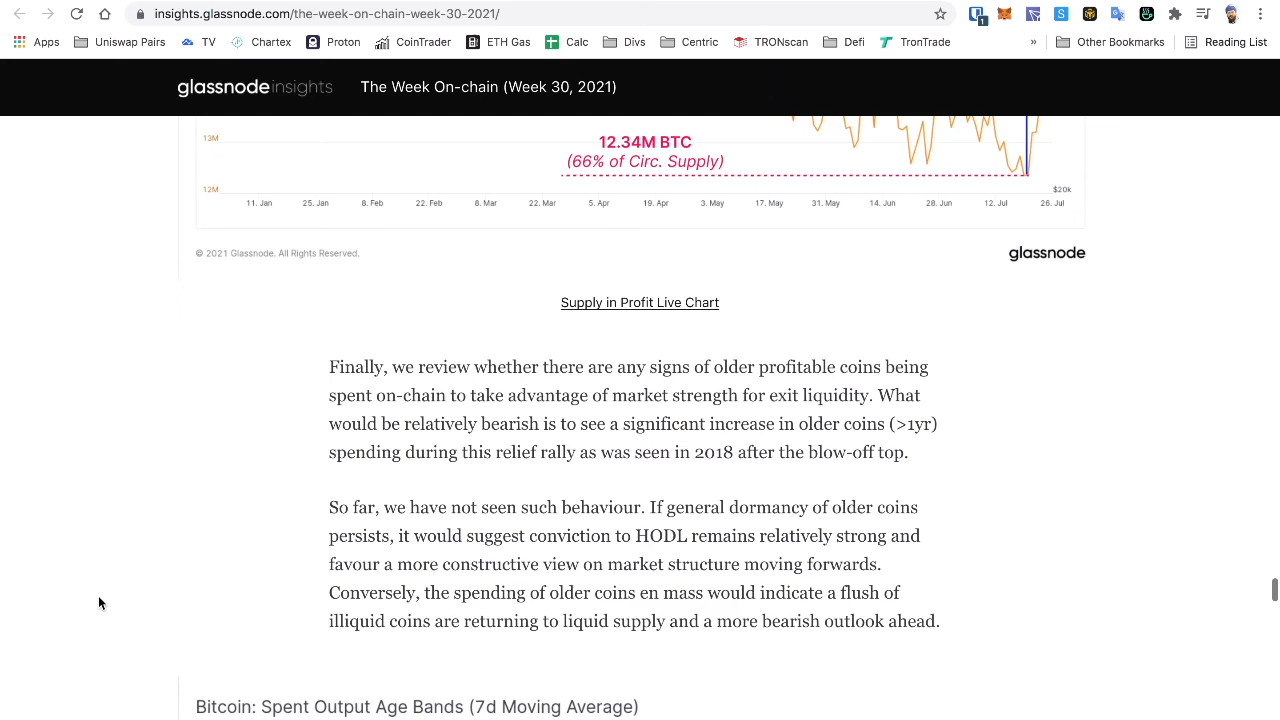 insights.glassnode.com/the-week-on-chain-week-30-2021/
1
Apps Uniswap Pairs TV Chartex Proton CoinTrader ETH Gas Calc Divs Centric TRONscan Defi TronTrade » Other Bookmarks Reading List
glassnode insights The Week On-chain (Week 30, 2021)
13M
12.34M BTC
(66% of Circ. Supply)
12M $20k
11. Jan 25. Jan 8. Feb 22. Feb 8. Mar 22. Mar 5. Apr 19. Apr 3. May 17. May 31. May 14. Jun 28. Jun 12. Jul 26. Jul
© 2021 Glassnode. All Rights Reserved. glassnode
Supply in Profit Live Chart
Finally, we review whether there are any signs of older profitable coins being
spent on-chain to take advantage of market strength for exit liquidity. What
would be relatively bearish is to see a significant increase in older coins (>1yr)
spending during this relief rally as was seen in 2018 after the blow-off top.
So far, we have not seen such behaviour. If general dormancy of older coins
persists, it would suggest conviction to HODL remains relatively strong and
favour a more constructive view on market structure moving forwards.
Conversely, the spending of older coins en mass would indicate a flush of
illiquid coins are returning to liquid supply and a more bearish outlook ahead.
Bitcoin: Spent Output Age Bands (7d Moving Average)